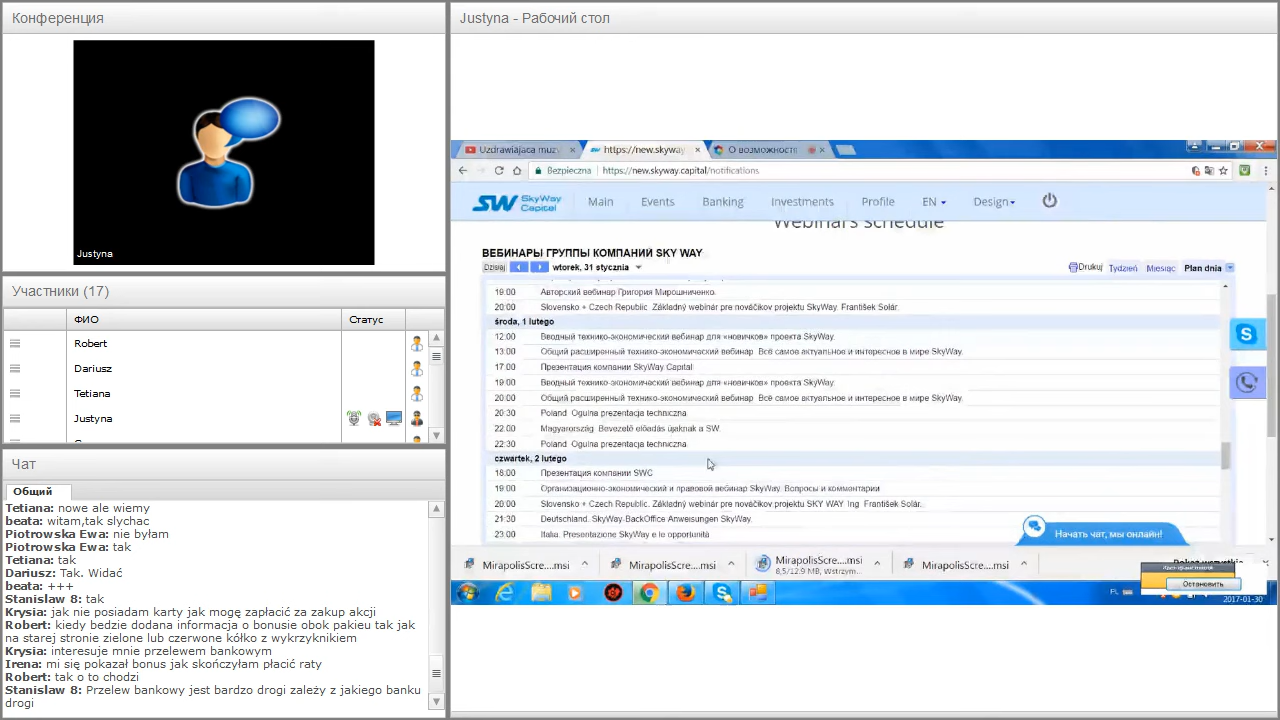 Конференция
Justyna
Участники (17)
ФИО
Статус
Robert
Dariusz
Tetiana
Justyna
Чат
Общий
Tetiana: nowe ale wiemy
beata: witam,tak slychac
Piotrowska Ewa: nie byłam
Piotrowska Ewa: tak
Tetiana: tak
Dariusz: Tak. Widać
beata: +++
Stanislaw 8: tak
Krysia: jak nie posiadam karty jak mogę zapłacić za zakup akcji
Robert: kiedy bedzie dodana informacja o bonusie obok pakieu tak jak
na starej stronie zielone lub czerwone kółko z wykrzyknikiem
Krysia: interesuje mnie przelewem bankowym
Irena: mi się pokazał bonus jak skończyłam płacić raty
Robert: tak o to chodzi
Stanislaw 8: Przelew bankowy jest bardzo drogi zależy z jakiego banku
drogi
Justyna - Рабочий стол
Uzdrawiajaca muzy
https://new.skyway
О возможносте
Bezpieczna
https://new.skyway.capital/notifications
SW SkyWay Capital
Main
Events
Banking
Investments
Profile
EN
Design
Webinars schedule
ВЕБИНАРЫ ГРУППЫ КОМПАНИЙ SKY WAY
Dzisiaj
wtorek, 31 stycznia
Drukuj
Tydzień
Miesiąc
Plan dnia
19:00 Авторский вебинар Григория Мирошниченко.
20:00 Slovensko + Czech Republic. Základný webinár pre nováčikov projektu SkyWay. František Solár.
środa, 1 lutego
12:00 Вводный технико-экономический вебинар для «новичков» проекта SkyWay.
13:00 Общий расширенный технико-экономический вебинар Всё самое актуальное и интересное в мире SkyWay.
17:00 Презентация компании SkyWay Capital
19:00 Вводный технико-экономический вебинар для «новичков» проекта SkyWay.
20:00 Общий расширенный технико-экономический вебинар Всё самое актуальное и интересное в мире SkyWay.
20:30 Poland Ogulna prezentacja techniczna
22:00 Magyarország. Bevezető előadás újaknak a SW.
22:30 Poland Ogulna prezentacja techniczna
czwartek, 2 lutego
18:00 Презентация компании SWC
19:00 Организационно-экономический и правовой вебинар SkyWay. Вопросы и комментарии
20:00 Slovensko + Czech Republic. Základný webinár pre nováčikov projektu SKY WAY Ing. František Solár.
21:30 Deutschland. SkyWay-BackOffice Anweisungen SkyWay.
23:00 Italia. Presentazione SkyWay e le opportunità
Начать чат, мы онлайн!
MirapolisScre....msi
MirapolisScre....msi
MirapolisScre....msi
8,5/12,9 MB, Wstrzym...
MirapolisScre....msi
Остановить
PL
2017-01-30